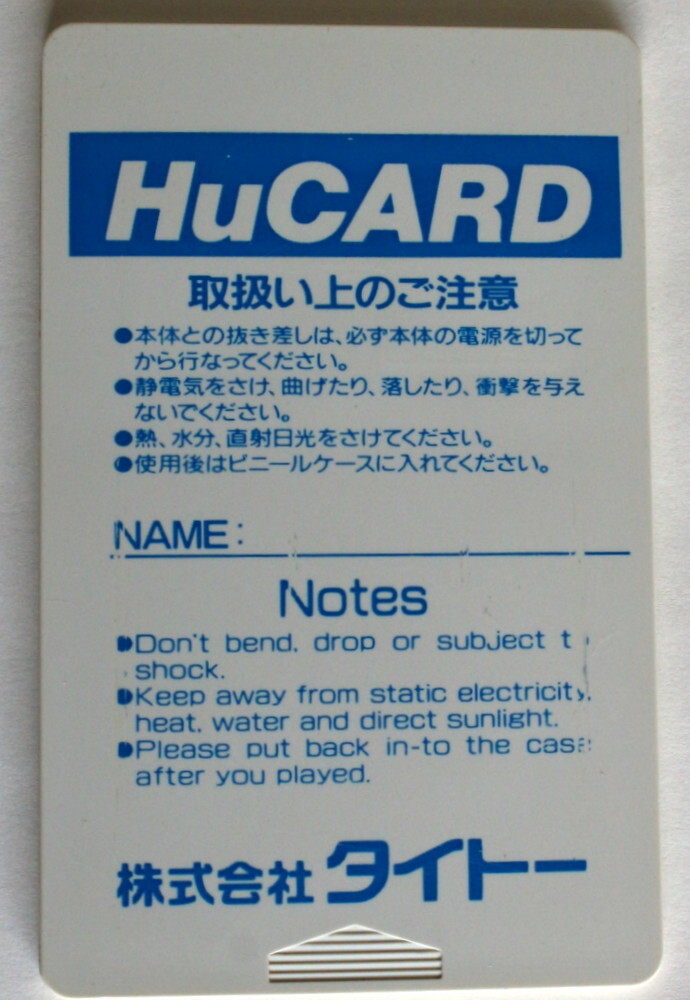 HuCARD
取扱い上のご注意
●本体との抜き差しは、必ず本体の電源を切って
から行なってください。
●静電気をさけ、曲げたり、落したり、衝撃を与え
ないでください。
●熱、水分、直射日光をさけてください。
●使用後はビニールケースに入れてください。
NAME:
Notes
●Don't bend, drop or subject to
shock.
●Keep away from static electricity,
heat, water and direct sunlight.
●Please put back in-to the case
after you played.
株式会社タイトー